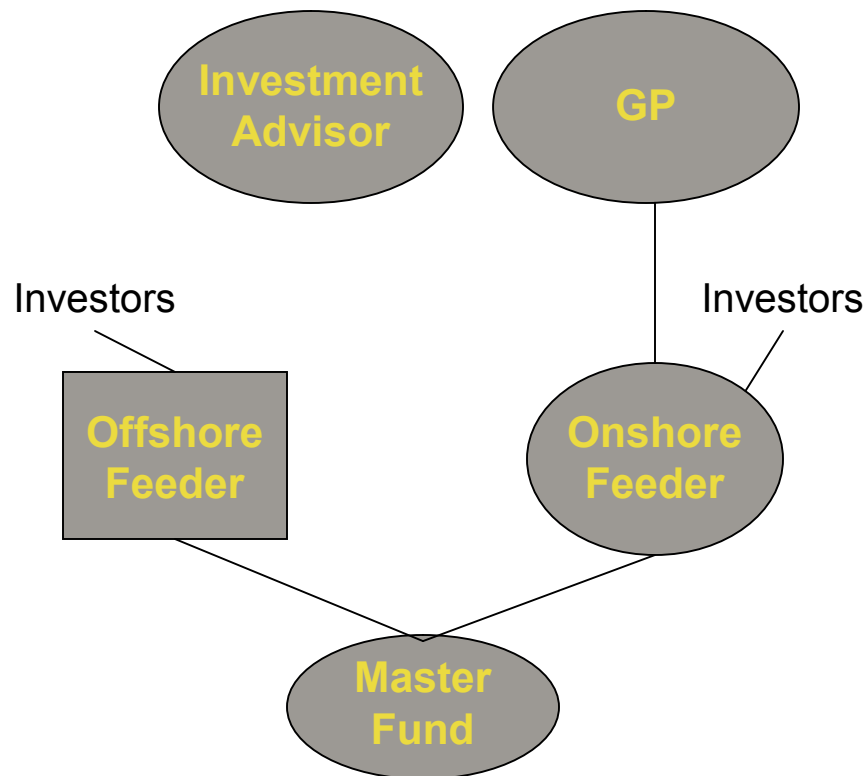 Investment
Advisor
GP
Investors
Investors
Offshore
Feeder
Onshore
Feeder
Master
Fund